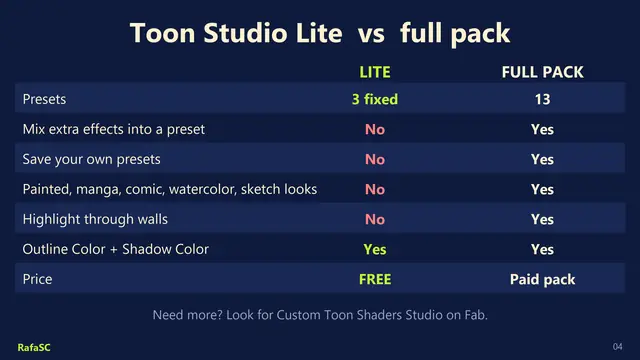 Toon Studio Lite vs full pack
LITE FULL PACK
Presets 3 fixed 13
Mix extra effects into a preset No Yes
Save your own presets No Yes
Painted, manga, comic, watercolor, sketch looks No Yes
Highlight through walls No Yes
Outline Color + Shadow Color Yes Yes
Price FREE Paid pack
Need more? Look for Custom Toon Shaders Studio on Fab.
RafaSC 04